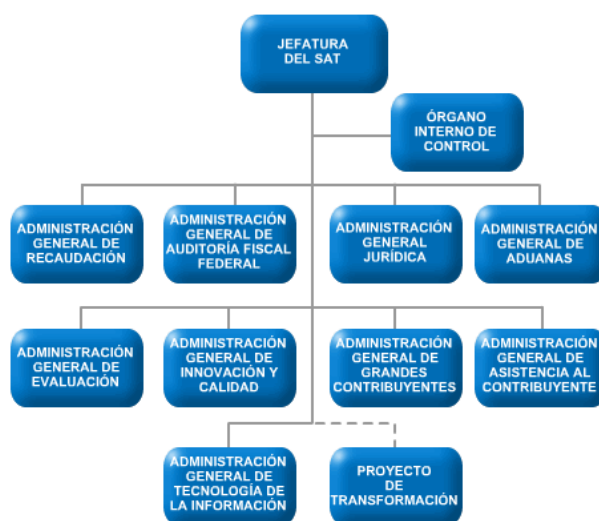 JEFATURA
DEL SAT
ÓRGANO
INTERNO DE
CONTROL
ADMINISTRACIÓN
GENERAL DE
RECAUDACIÓN
ADMINISTRACIÓN
GENERAL DE
AUDITORÍA FISCAL
FEDERAL
ADMINISTRACIÓN
GENERAL
JURÍDICA
ADMINISTRACIÓN
GENERAL DE
ADUANAS
ADMINISTRACIÓN
GENERAL DE
EVALUACIÓN
ADMINISTRACIÓN
GENERAL DE
INNOVACIÓN Y
CALIDAD
ADMINISTRACIÓN
GENERAL DE
GRANDES
CONTRIBUYENTES
ADMINISTRACIÓN
GENERAL DE
ASISTENCIA AL
CONTRIBUYENTE
ADMINISTRACIÓN
GENERAL DE
TECNOLOGÍA DE
LA INFORMACIÓN
PROYECTO
DE
TRANSFORMACIÓN